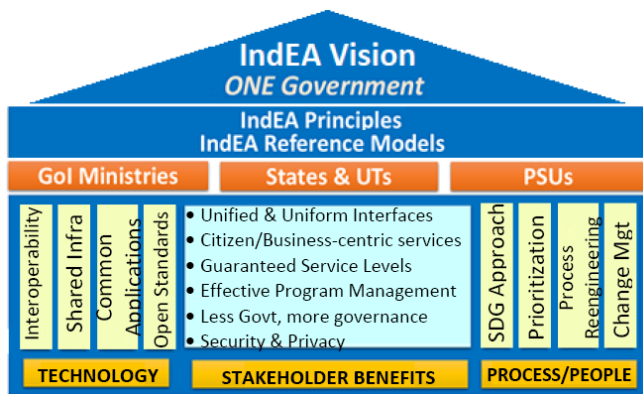 IndEA Vision
ONE Government
IndEA Principles
IndEA Reference Models
GoI Ministries
States & UTs
PSUs
Interoperability
Shared Infra
Common
Applications
Open Standards
• Unified & Uniform Interfaces
• Citizen/Business-centric services
• Guaranteed Service Levels
• Effective Program Management
• Less Govt, more governance
• Security & Privacy
SDG Approach
Prioritization
Process
Reengineering
Change Mgt
TECHNOLOGY
STAKEHOLDER BENEFITS
PROCESS/PEOPLE